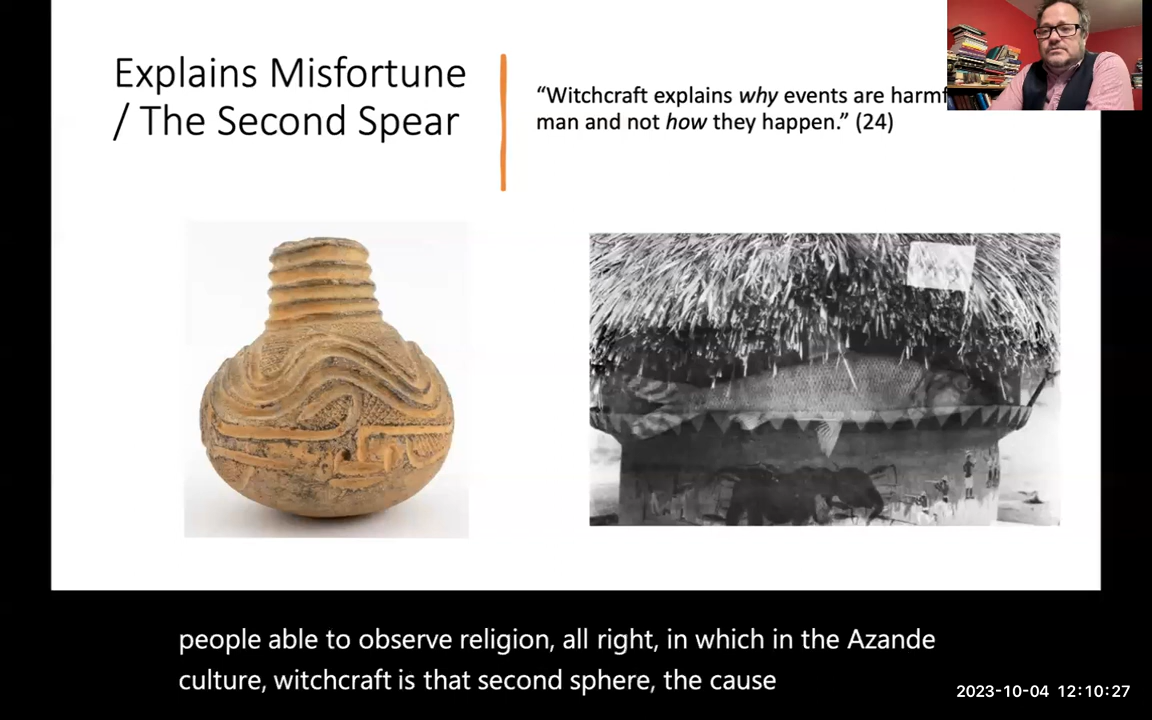 Explains Misfortune
/ The Second Spear
“Witchcraft explains why events are harmf
man and not how they happen.” (24)
people able to observe religion, all right, in which in the Azande
culture, witchcraft is that second sphere, the cause
2023-10-04 12:10:27